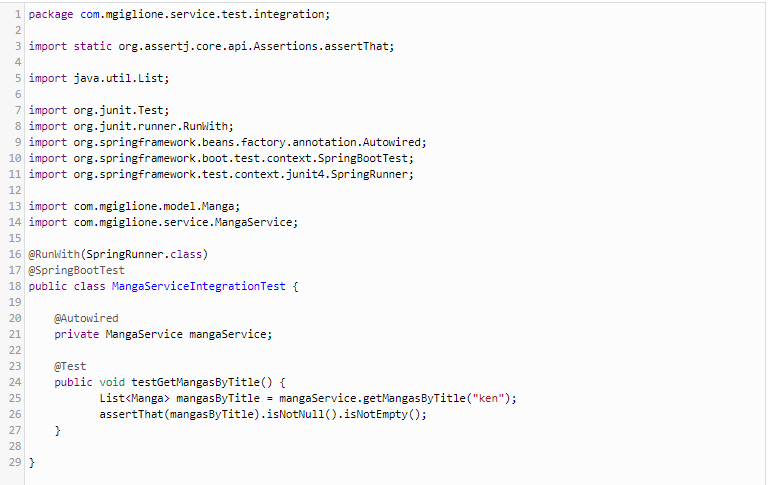 1 package com.mgiglione.service.test.integration;
2
3 import static org.assertj.core.api.Assertions.assertThat;
4
5 import java.util.List;
6
7 import org.junit.Test;
8 import org.junit.runner.RunWith;
9 import org.springframework.beans.factory.annotation.Autowired;
10 import org.springframework.boot.test.context.SpringBootTest;
11 import org.springframework.test.context.junit4.SpringRunner;
12
13 import com.mgiglione.model.Manga;
14 import com.mgiglione.service.MangaService;
15
16 @RunWith(SpringRunner.class)
17 @SpringBootTest
18 public class MangaServiceIntegrationTest {
19
20     @Autowired
21     private MangaService mangaService;
22
23     @Test
24     public void testGetMangasByTitle() {
25            List<Manga> mangasByTitle = mangaService.getMangasByTitle("ken");
26            assertThat(mangasByTitle).isNotNull().isNotEmpty();
27     }
28
29 }